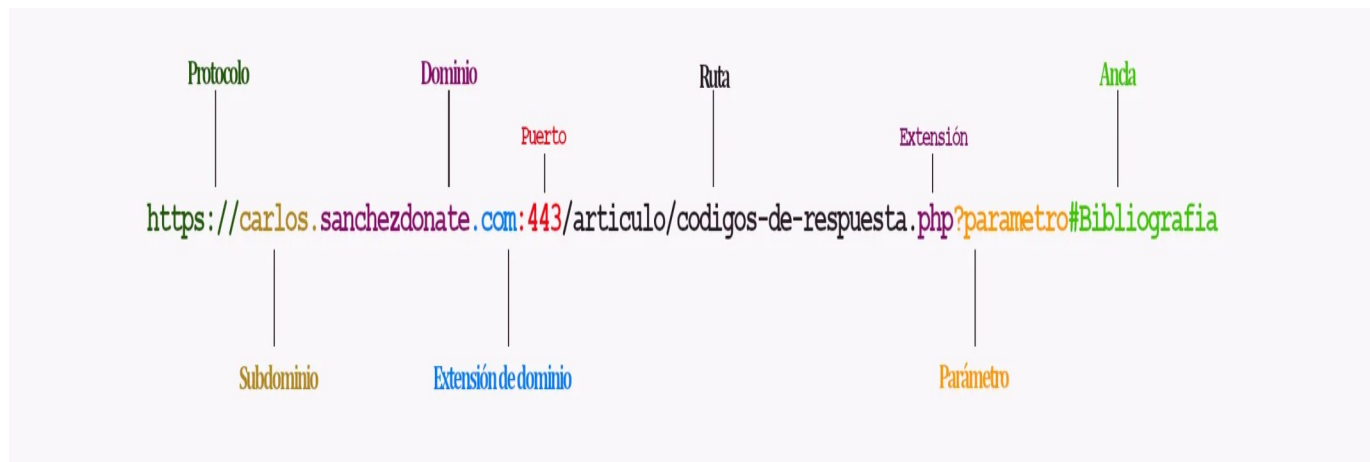 Protocolo Dominio Ruta Ancla
Puerto Extensión
https://carlos.sanchezdonate.com:443/articulo/codigos-de-respuesta.php?parametro#Bibliografia
Subdominio Extensión de dominio Parámetro